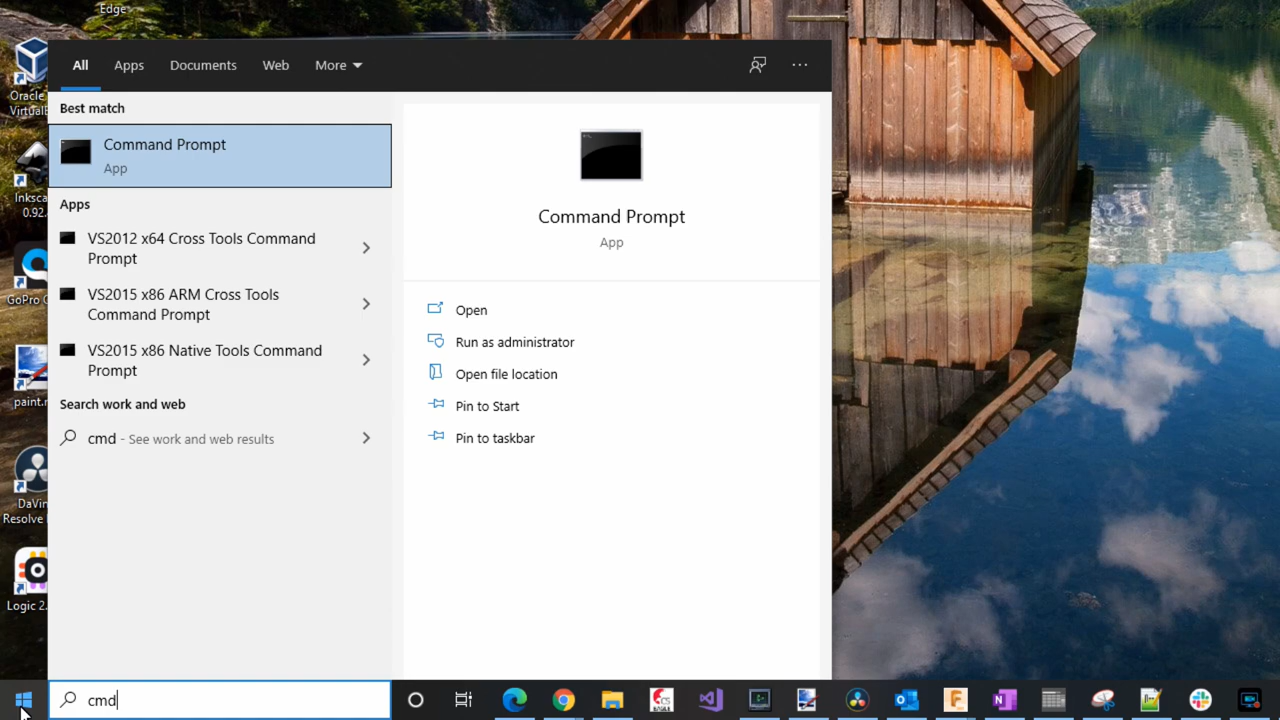 Edge
All Apps Documents Web More
Best match
Command Prompt
App
Apps
VS2012 x64 Cross Tools Command
Prompt
VS2015 x86 ARM Cross Tools
Command Prompt
VS2015 x86 Native Tools Command
Prompt
Search work and web
cmd - See work and web results
Command Prompt
App
Open
Run as administrator
Open file location
Pin to Start
Pin to taskbar
Oracle
Inksca
0.92.
GoPro
paint.n
DaVin
Resolve
Logic 2.
cmd